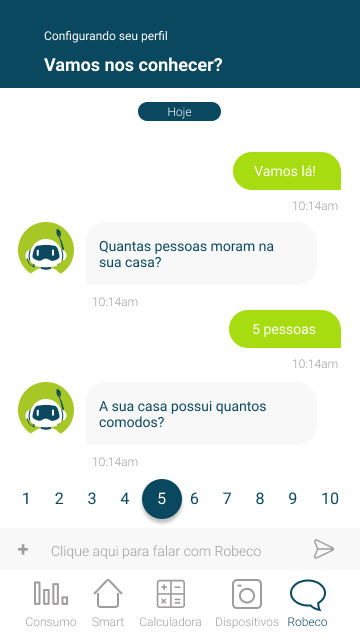 Configurando seu perfil
Vamos nos conhecer?
Hoje
Vamos lá!
10:14am
Quantas pessoas moram na
sua casa?
10:14am
5 pessoas
10:14am
A sua casa possui quantos
comodos?
10:14am
1 2 3 4 5 6 7 8 9 10
+ Clique aqui para falar com Robeco
Consumo Smart Calculadora Dispositivos Robeco